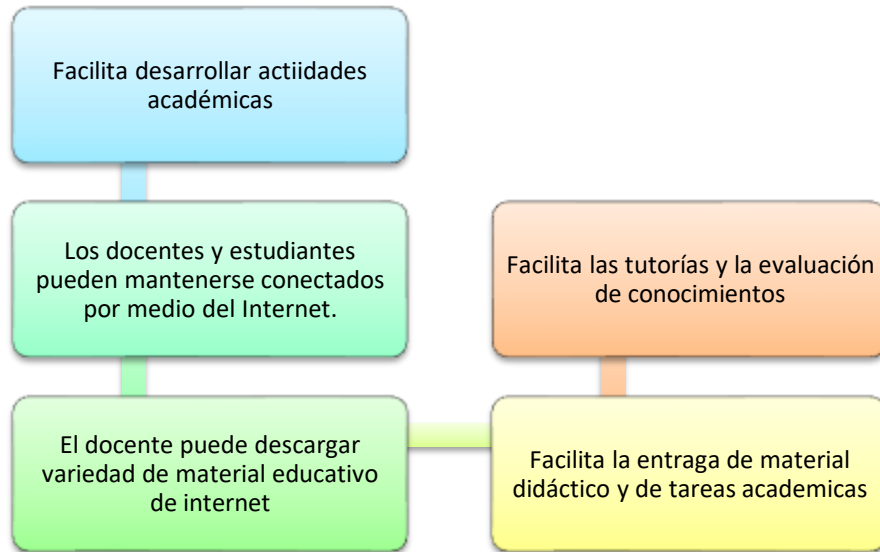 Facilita desarrollar actiidades
académicas
Los docentes y estudiantes
pueden mantenerse conectados
por medio del Internet.
El docente puede descargar
variedad de material educativo
de internet
Facilita la entraga de material
didáctico y de tareas academicas
Facilita las tutorías y la evaluación
de conocimientos